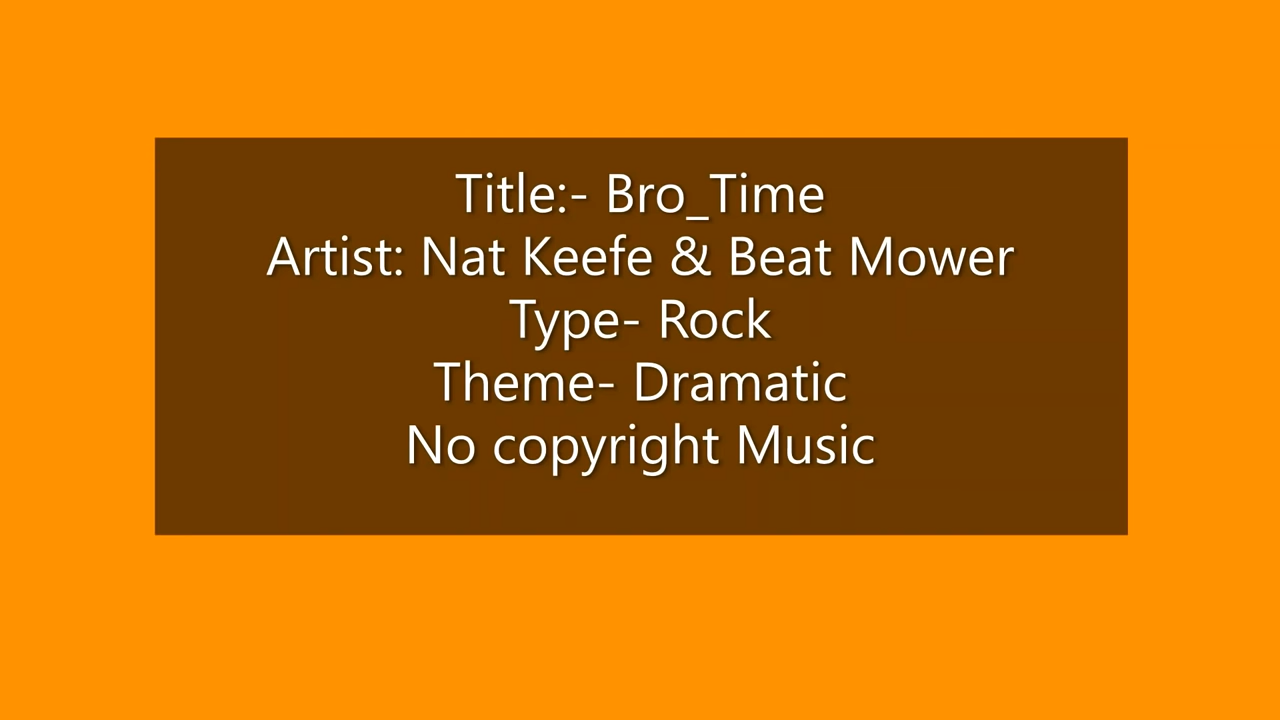 Title:- Bro_Time
Artist: Nat Keefe & Beat Mower
Type- Rock
Theme- Dramatic
No copyright Music